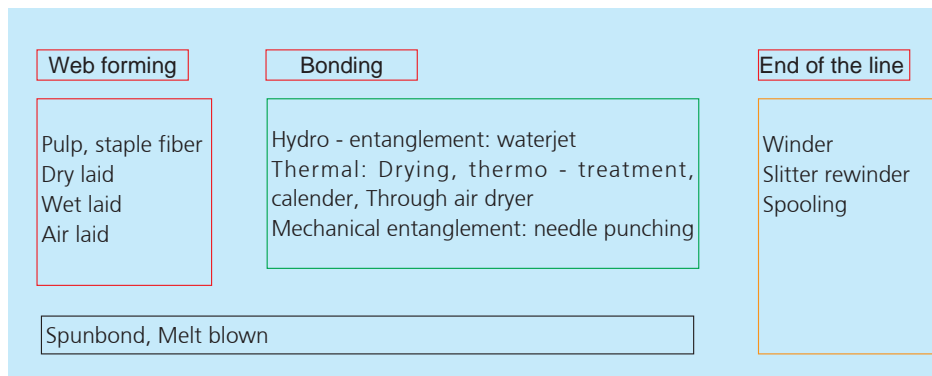 Web forming
Bonding
End of the line
Pulp, staple fiber
Dry laid
Wet laid
Air laid
Hydro - entanglement: waterjet
Thermal: Drying, thermo - treatment,
calender, Through air dryer
Mechanical entanglement: needle punching
Winder
Slitter rewinder
Spooling
Spunbond, Melt blown